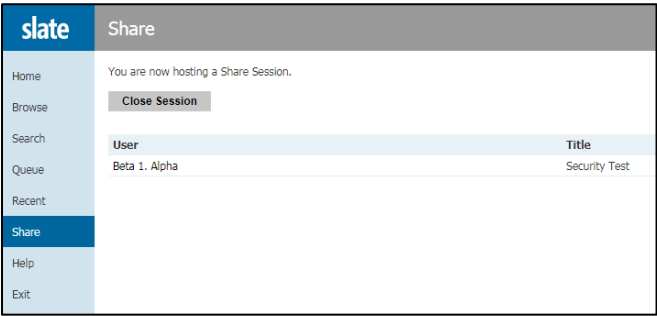 slate
Share
Home
Browse
Search
Queue
Recent
Share
Help
Exit
You are now hosting a Share Session.
Close Session
User Title
Beta 1. Alpha Security Test